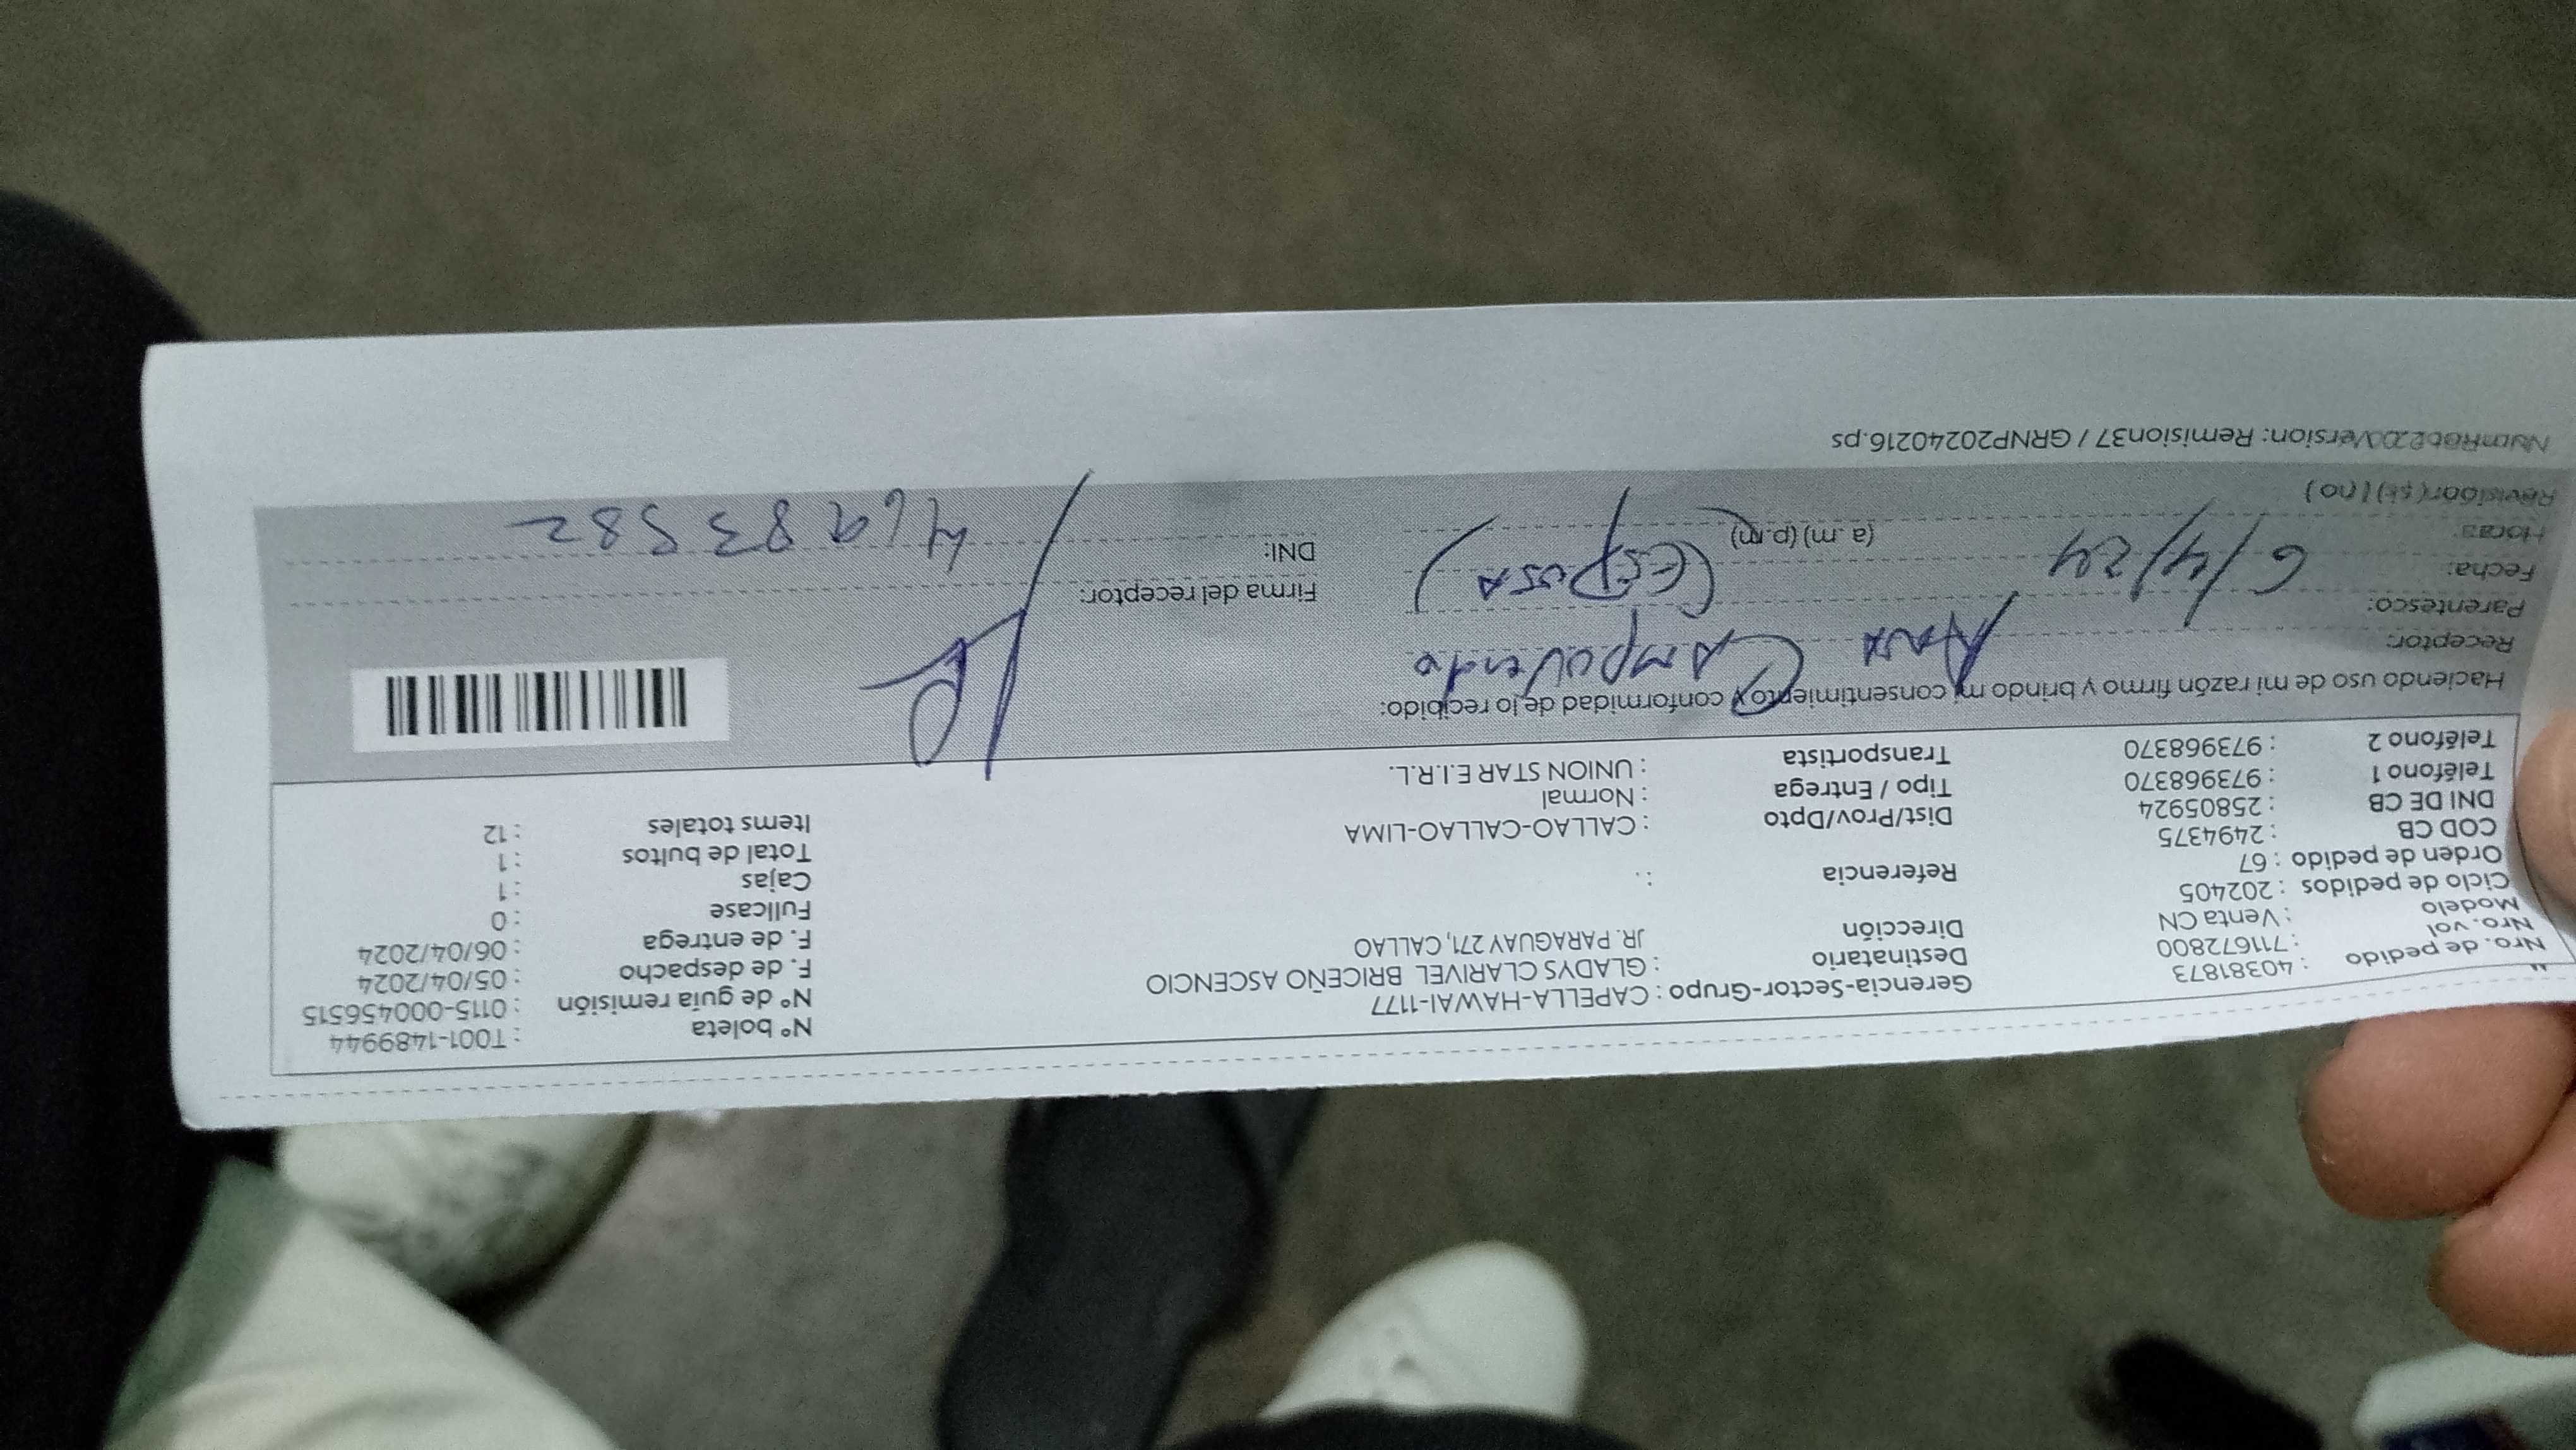 Nro. de pedido : 40381873
Nro. vol : 711672800
Modelo : Venta CN
Ciclo de pedidos : 202405
Orden de pedido : 67
COD CB : 2494375
DNI DE CB : 25805924
Teléfono 1 : 973968370
Teléfono 2 : 973968370
Gerencia-Sector-Grupo : CAPELLA-HAWAI-1177
Destinatario : GLADYS CLARIVEL BRICEÑO ASCENCIO
Dirección JR. PARAGUAY 271, CALLAO
Referencia : .
Dist/Prov/Dpto : CALLAO-CALLAO-LIMA
Tipo / Entrega : Normal
Transportista : UNION STAR E.I.R.L.
N° boleta : T001-1489944
N° de guía remisión : 0115-000456515
F. de despacho : 05/04/2024
F. de entrega : 06/04/2024
Fullcase : 0
Cajas : 1
Total de bultos : 1
Items totales : 12
Haciendo uso de mi razón firmo y brindo mi consentimiento y conformidad de lo recibido:
Receptor: Ana Campoverde
Parentesco: (Esposa)
Fecha: 6/4/24
Hora: (a.m) (p.m)
Revisión (si) (no)
Firma del receptor:
DNI: 46983582
Version: Remision37 / GRNP20240216.ps